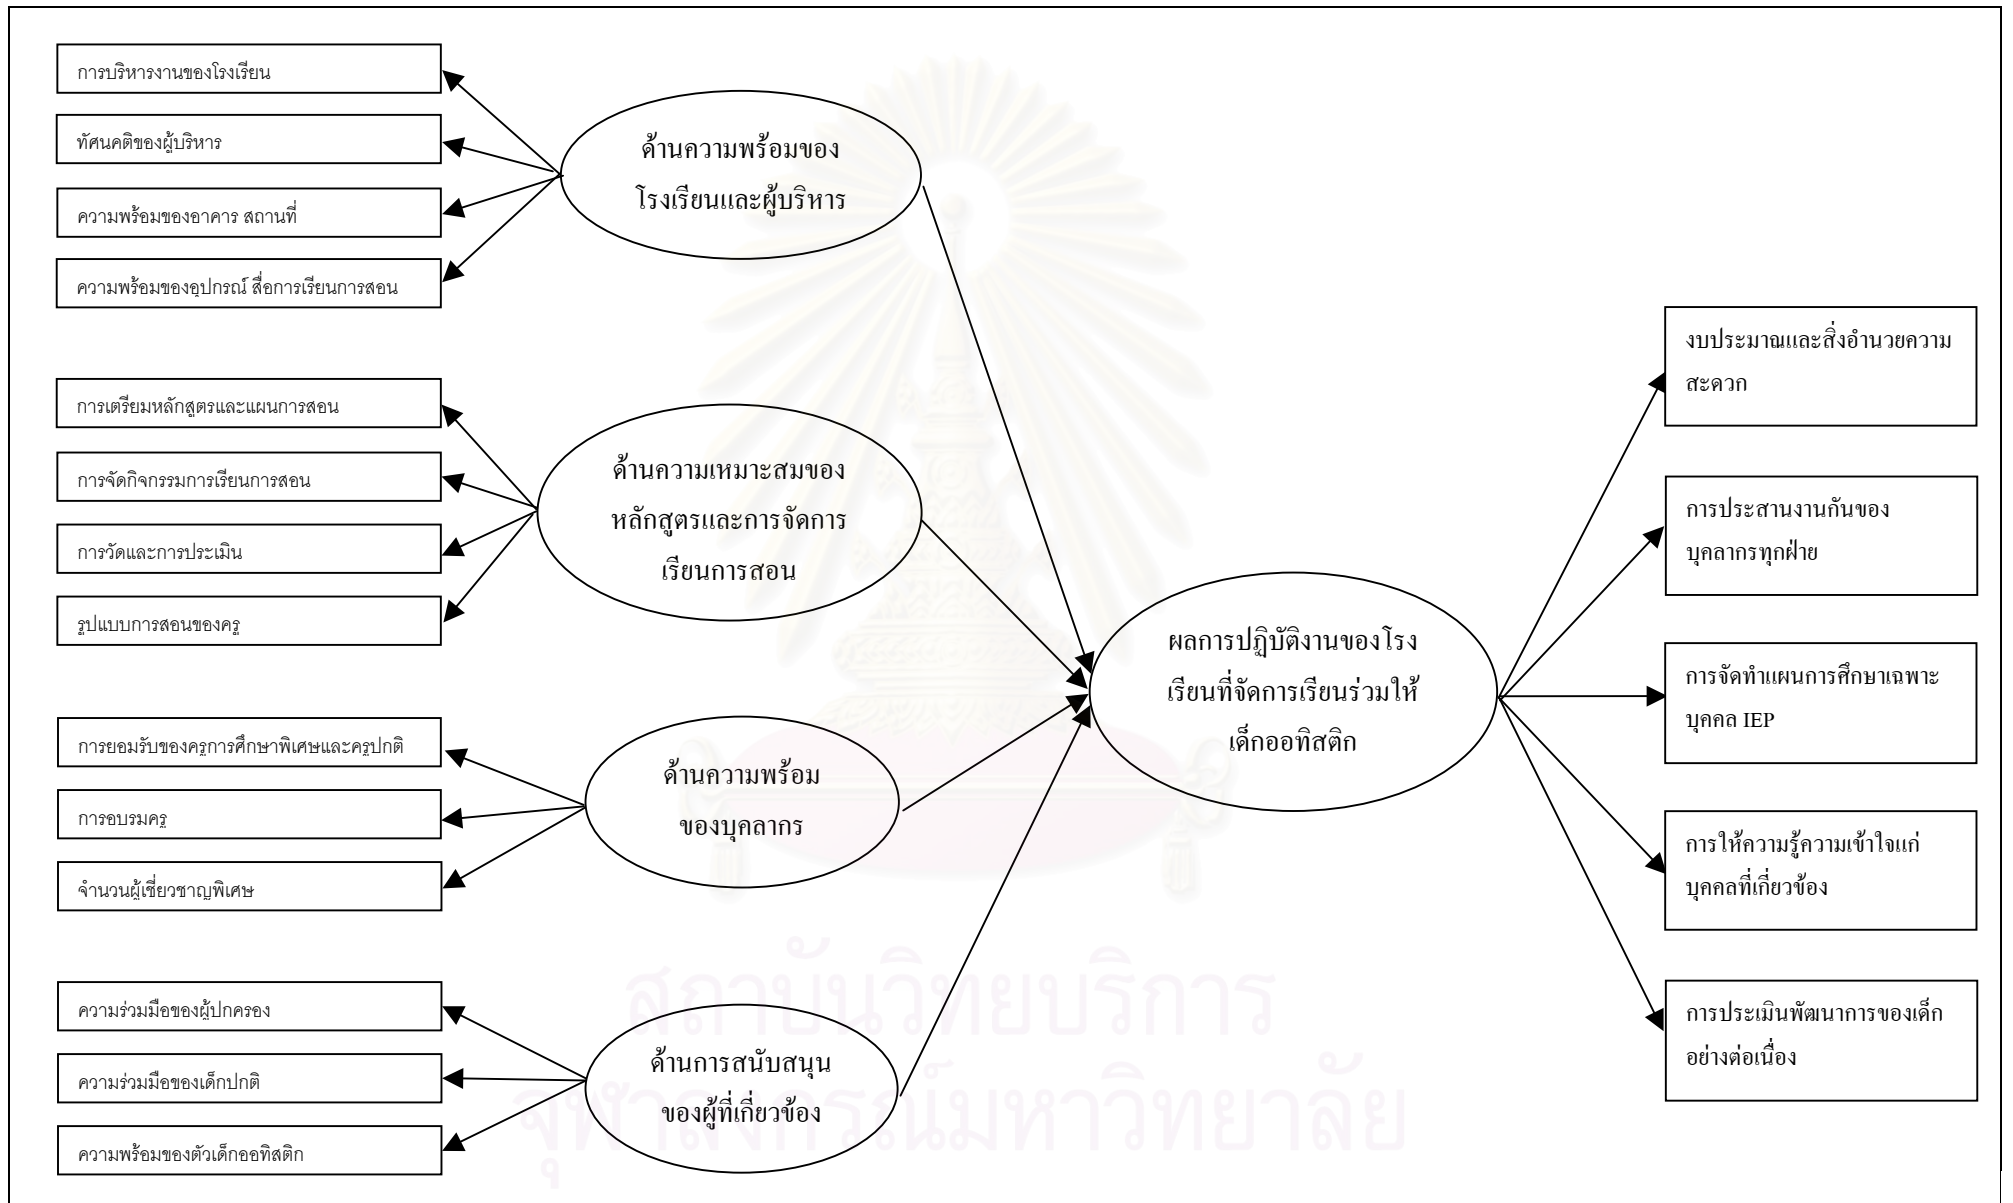 การบริหารงานของโรงเรียน
ทัศนคติของผู้บริหาร
ความพร้อมของอาคาร สถานที่
ความพร้อมของอุปกรณ์ สื่อการเรียนการสอน
ด้านความพร้อมของ
โรงเรียนและผู้บริหาร
การเตรียมหลักสูตรและแผนการสอน
การจัดกิจกรรมการเรียนการสอน
การวัดและการประเมิน
รูปแบบการสอนของครู
ด้านความเหมาะสมของ
หลักสูตรและการจัดการ
เรียนการสอน
การยอมรับของครูการศึกษาพิเศษและครูปกติ
การอบรมครู
จำนวนผู้เชี่ยวชาญพิเศษ
ด้านความพร้อม
ของบุคลากร
ความร่วมมือของผู้ปกครอง
ความร่วมมือของเด็กปกติ
ความพร้อมของตัวเด็กออทิสติก
ด้านการสนับสนุน
ของผู้ที่เกี่ยวข้อง
ผลการปฏิบัติงานของโรง
เรียนที่จัดการเรียนร่วมให้
เด็กออทิสติก
งบประมาณและสิ่งอำนวยความ
สะดวก
การประสานงานกันของ
บุคลากรทุกฝ่าย
การจัดทำแผนการศึกษาเฉพาะ
บุคคล IEP
การให้ความรู้ความเข้าใจแก่
บุคคลที่เกี่ยวข้อง
การประเมินพัฒนาการของเด็ก
อย่างต่อเนื่อง
สถาบันวิทยบริการ
จุฬาลงกรณ์มหาวิทยาลัย